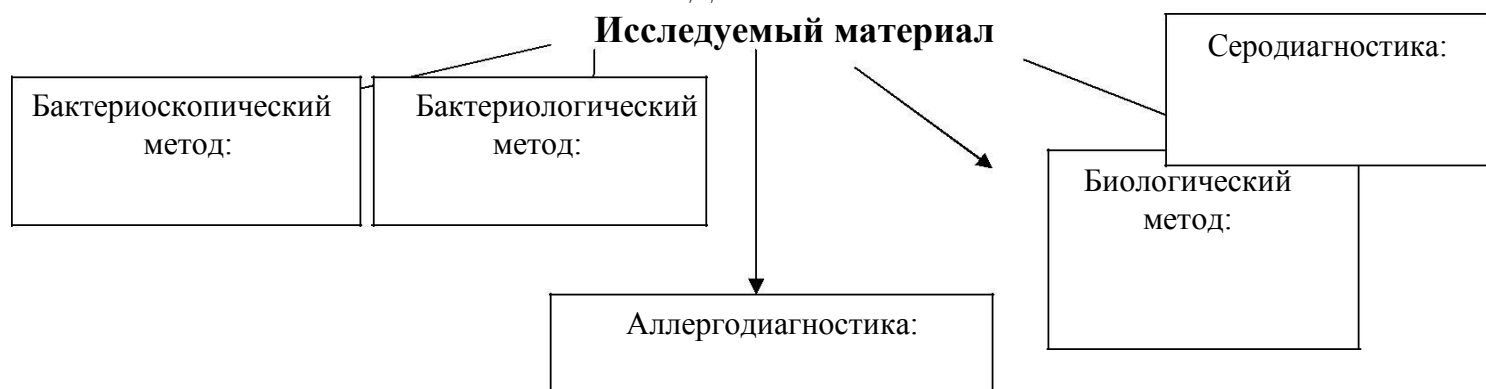 Исследуемый материал
Серодиагностика:
Бактериоскопический
метод:
Бактериологический
метод:
Биологический
метод:
Аллергодиагностика: